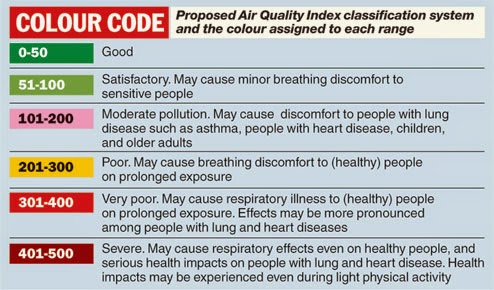 COLOUR CODE
Proposed Air Quality Index classification system
and the colour assigned to each range
0-50
Good
51-100
Satisfactory. May cause minor breathing discomfort to
sensitive people
101-200
Moderate pollution. May cause discomfort to people with lung
disease such as asthma, people with heart disease, children,
and older adults
201-300
Poor. May cause breathing discomfort to (healthy) people
on prolonged exposure
301-400
Very poor. May cause respiratory illness to (healthy) people
on prolonged exposure. Effects may be more pronounced
among people with lung and heart diseases
401-500
Severe. May cause respiratory effects even on healthy people, and
serious health impacts on people with lung and heart disease. Health
impacts may be experienced even during light physical activity